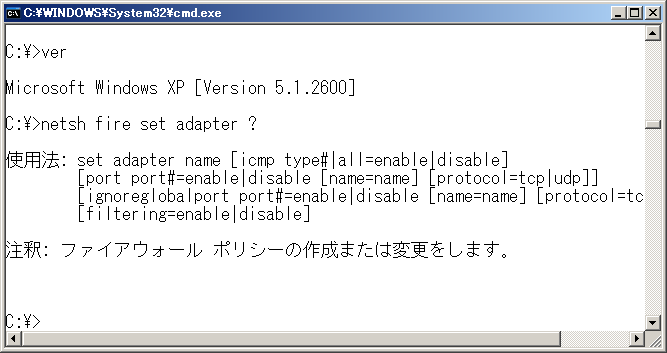 C:¥WINDOWS¥System32¥cmd.exe
C:¥>ver
Microsoft Windows XP [Version 5.1.2600]
C:¥>netsh fire set adapter ?
使用法: set adapter name [icmp type#|all=enable|disable]
[port port#=enable|disable [name=name] [protocol=tcp|udp]]
[ignoreglobalport port#=enable|disable [name=name] [protocol=tc
[filtering=enable|disable]
注釈: ファイアウォール ポリシーの作成または変更をします。
C:¥>